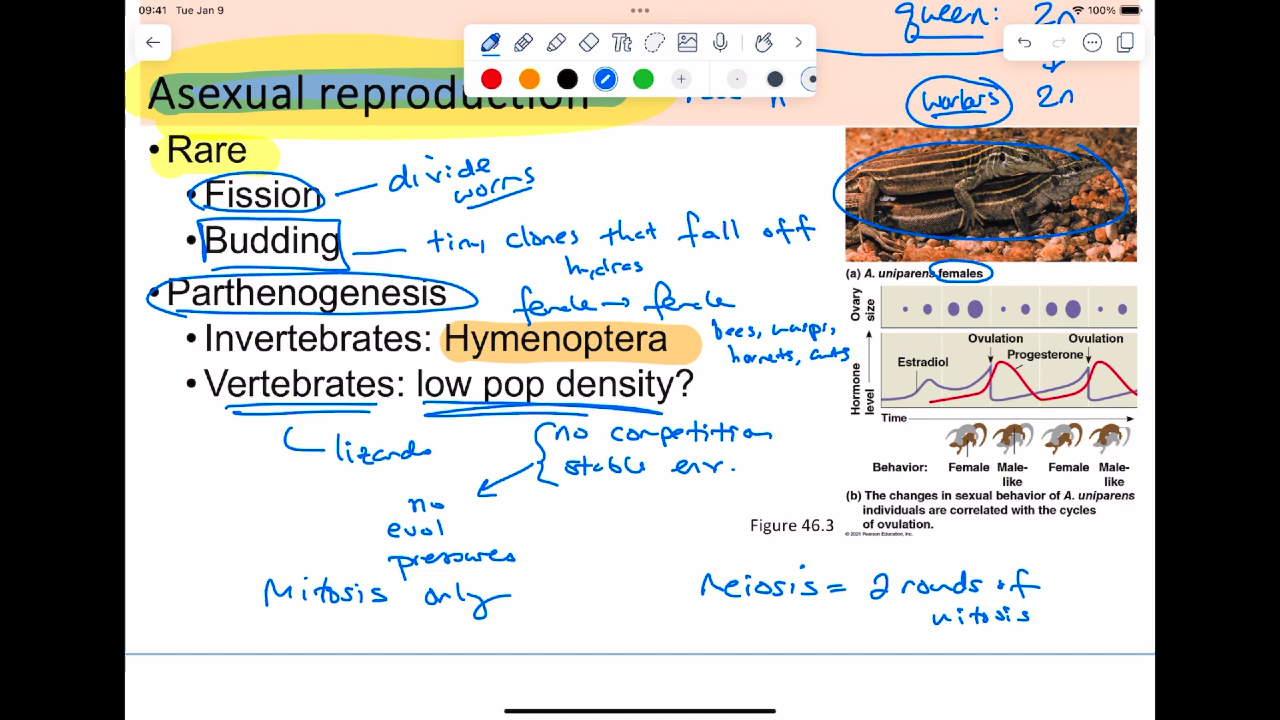 09:41 Tue Jan 9
100%
queen: 2n
workers 2n
Asexual reproduction
• Rare
• Fission
divide
worms
• Budding
tiny clones that fall off
hydras
• Parthenogenesis
female → female
• Invertebrates: Hymenoptera
bees, wasps,
hornets, ants
• Vertebrates: low pop density?
lizards
no competition
stable env.
no
evol
pressures
Mitosis only
Meiosis = 2 rounds of
mitosis
(a) A. uniparens females
Ovary
size
Ovulation Ovulation
Estradiol Progesterone
Hormone
level
Time
Behavior: Female Male-like Female Male-like
(b) The changes in sexual behavior of A. uniparens
individuals are correlated with the cycles
of ovulation.
© 2021 Pearson Education, Inc.
Figure 46.3